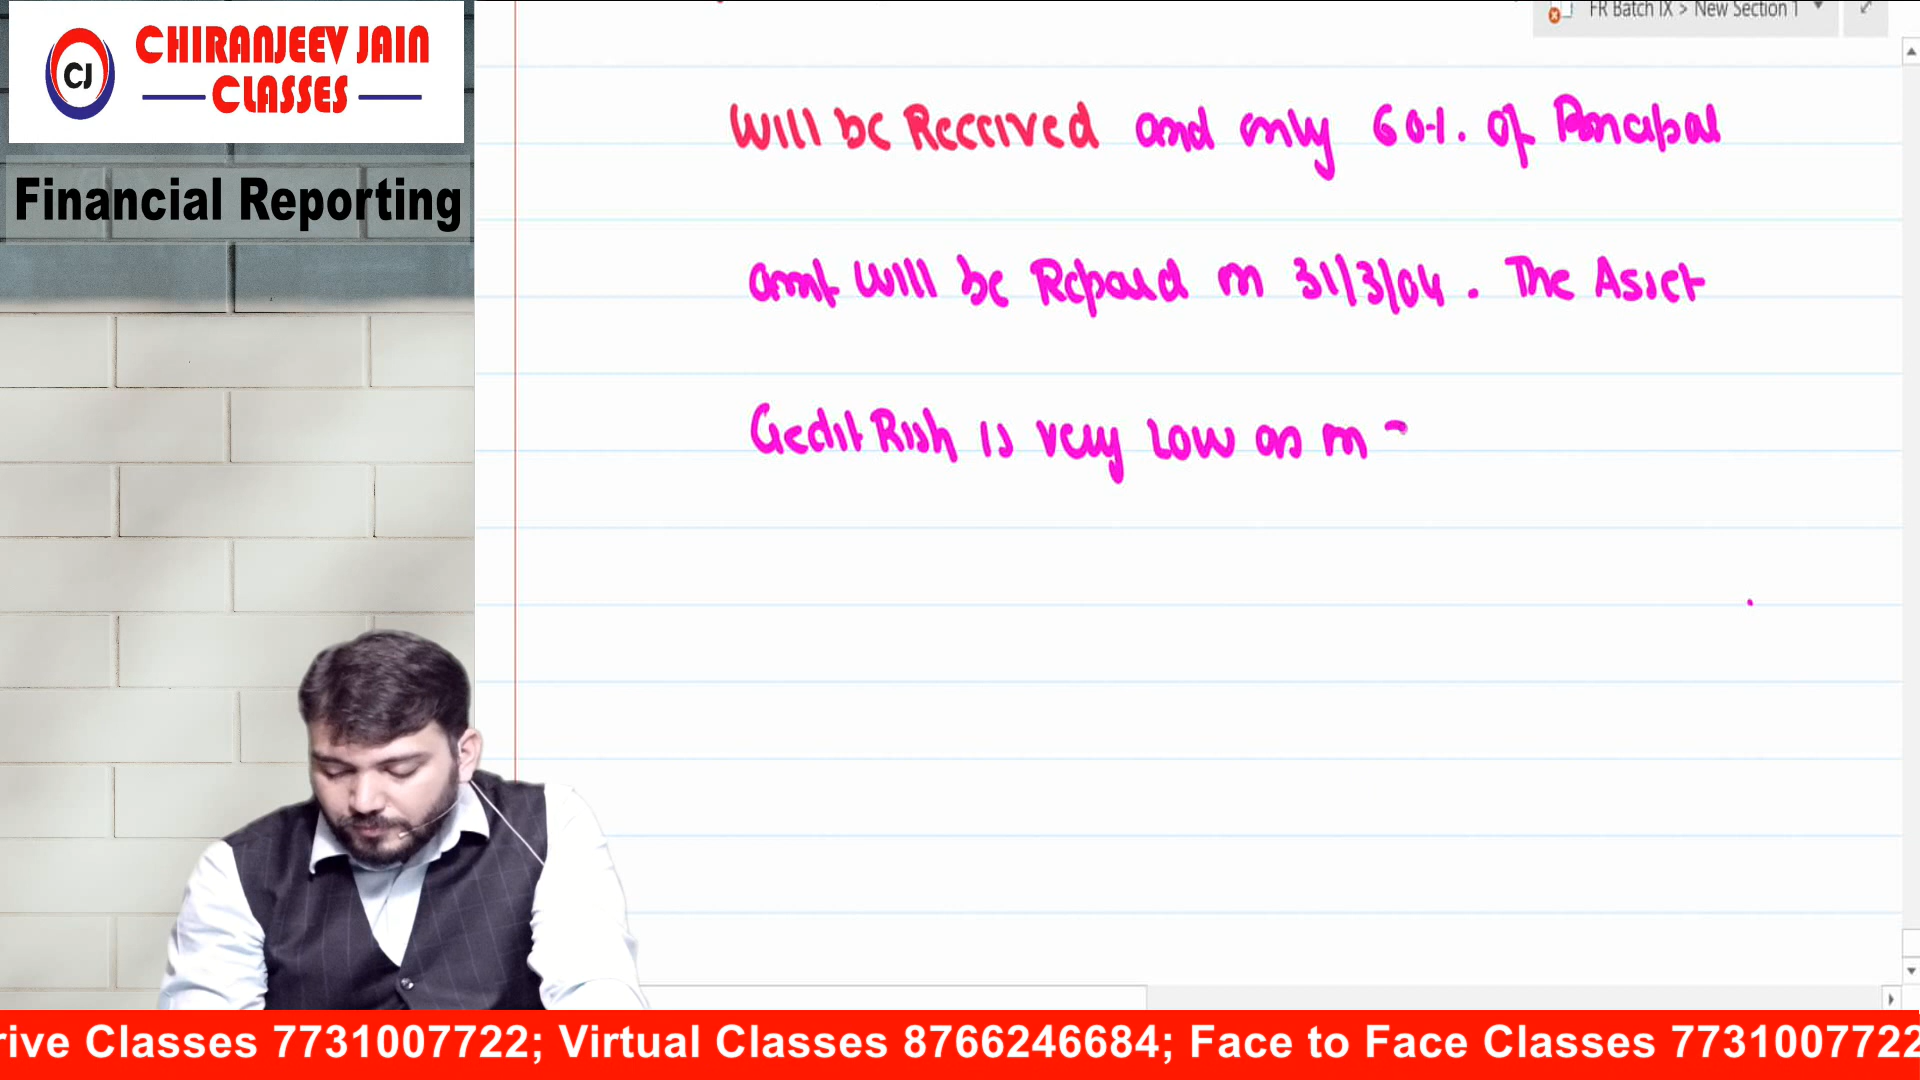 CHIRANJEEV JAIN
CJ
CLASSES
Financial Reporting
FR Batch IX > New Section 1
Will be Received and only 60%. of Principal
amt Will be Repaid on 31/3/04. The Asset
Credit Risk is very Low as on
rive Classes 7731007722; Virtual Classes 8766246684; Face to Face Classes 7731007722